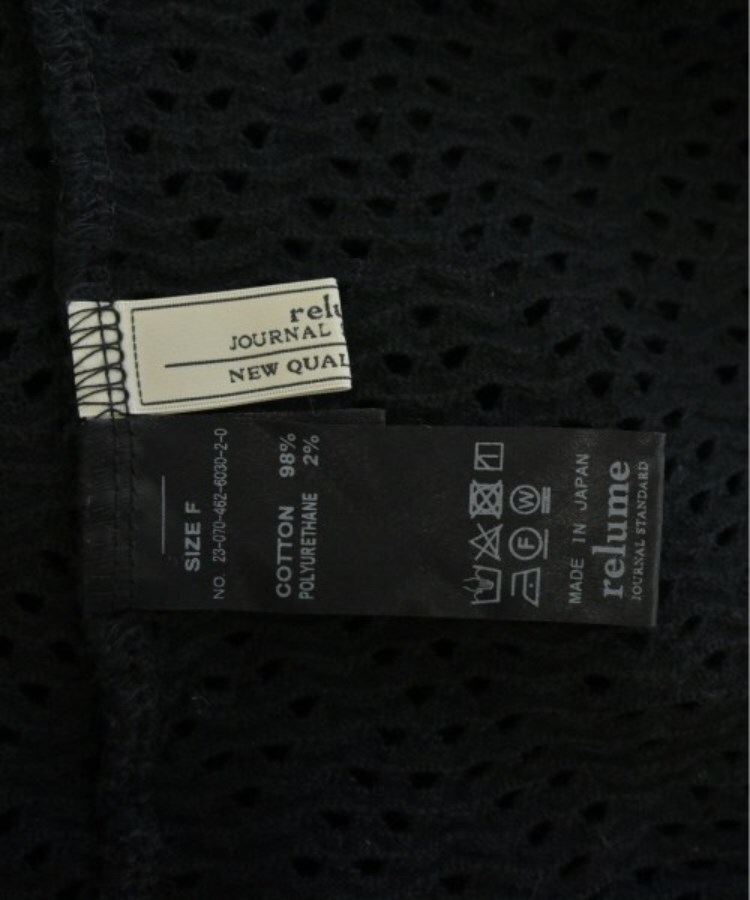 relu
JOURNAL S
NEW QUAL
SIZE F
NO. 23-070-462-6030-2-0
COTTON 98%
POLYURETHANE 2%
F W
MADE IN JAPAN
relume
JOURNAL STANDARD